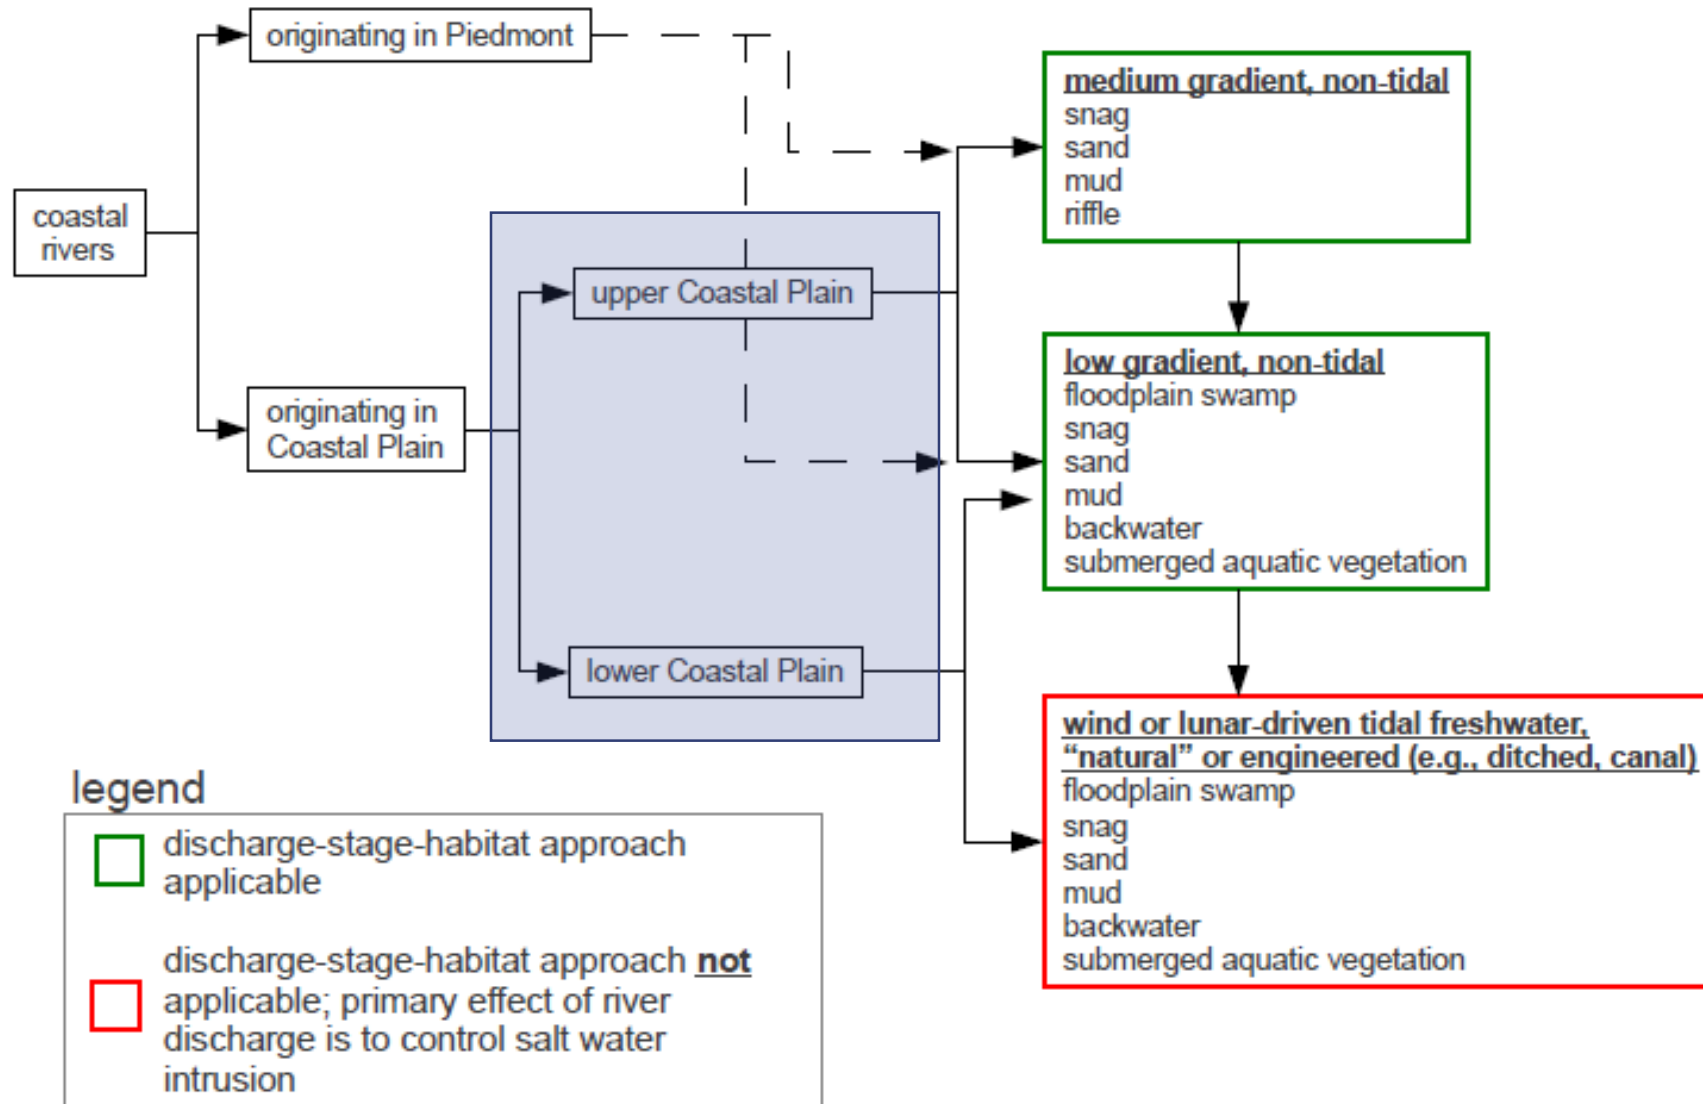 originating in Piedmont
coastal
rivers
originating in
Coastal Plain
upper Coastal Plain
lower Coastal Plain
medium gradient, non-tidal
snag
sand
mud
riffle
low gradient, non-tidal
floodplain swamp
snag
sand
mud
backwater
submerged aquatic vegetation
wind or lunar-driven tidal freshwater,
“natural” or engineered (e.g., ditched, canal)
floodplain swamp
snag
sand
mud
backwater
submerged aquatic vegetation
legend
discharge-stage-habitat approach
applicable
discharge-stage-habitat approach not
applicable; primary effect of river
discharge is to control salt water
intrusion